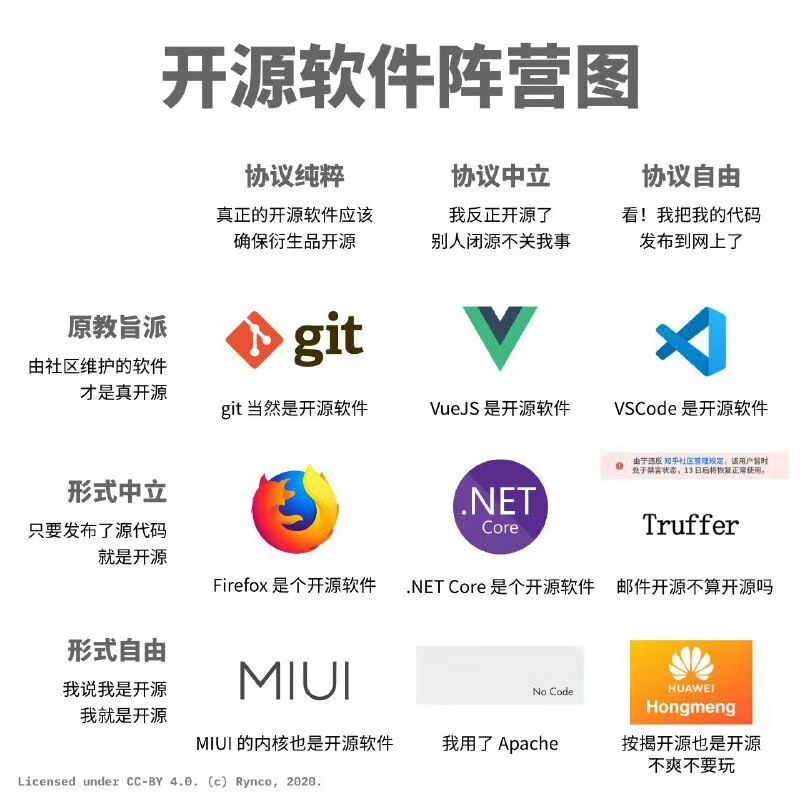 开源软件阵营图
协议纯粹
真正的开源软件应该
确保衍生品开源
协议中立
我反正开源了
别人闭源不关我事
协议自由
看！我把我的代码
发布到网上了
原教旨派
由社区维护的软件
才是真开源
git
git 当然是开源软件
VueJS 是开源软件
VSCode 是开源软件
形式中立
只要发布了源代码
就是开源
Firefox 是个开源软件
.NET
Core
.NET Core 是个开源软件
由于违反 知乎社区管理规定，该用户暂时
处于禁言状态，13 日后将恢复正常使用。
Truffer
邮件开源不算开源吗
形式自由
我说我是开源
我就是开源
MIUI
MIUI 的内核也是开源软件
No Code
我用了 Apache
HUAWEI
Hongmeng
按揭开源也是开源
不爽不要玩
Licensed under CC-BY 4.0. (c) Rynco, 2020.